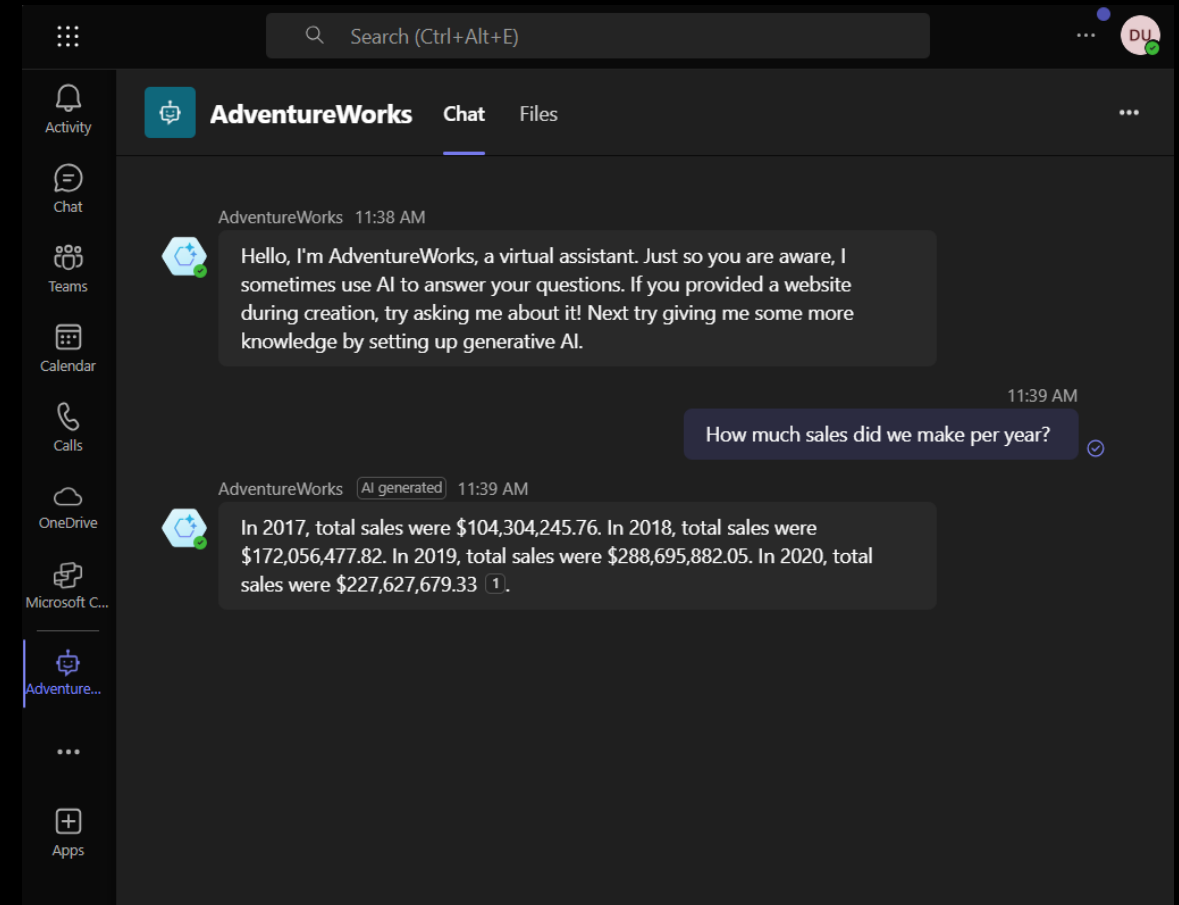 Search (Ctrl+Alt+E)
DU
Activity
Chat
Teams
Calendar
Calls
OneDrive
Microsoft C...
Adventure...
Apps
AdventureWorks Chat Files
AdventureWorks 11:38 AM
Hello, I'm AdventureWorks, a virtual assistant. Just so you are aware, I
sometimes use AI to answer your questions. If you provided a website
during creation, try asking me about it! Next try giving me some more
knowledge by setting up generative AI.
11:39 AM
How much sales did we make per year?
AdventureWorks AI generated 11:39 AM
In 2017, total sales were $104,304,245.76. In 2018, total sales were
$172,056,477.82. In 2019, total sales were $288,695,882.05. In 2020, total
sales were $227,627,679.33 1.